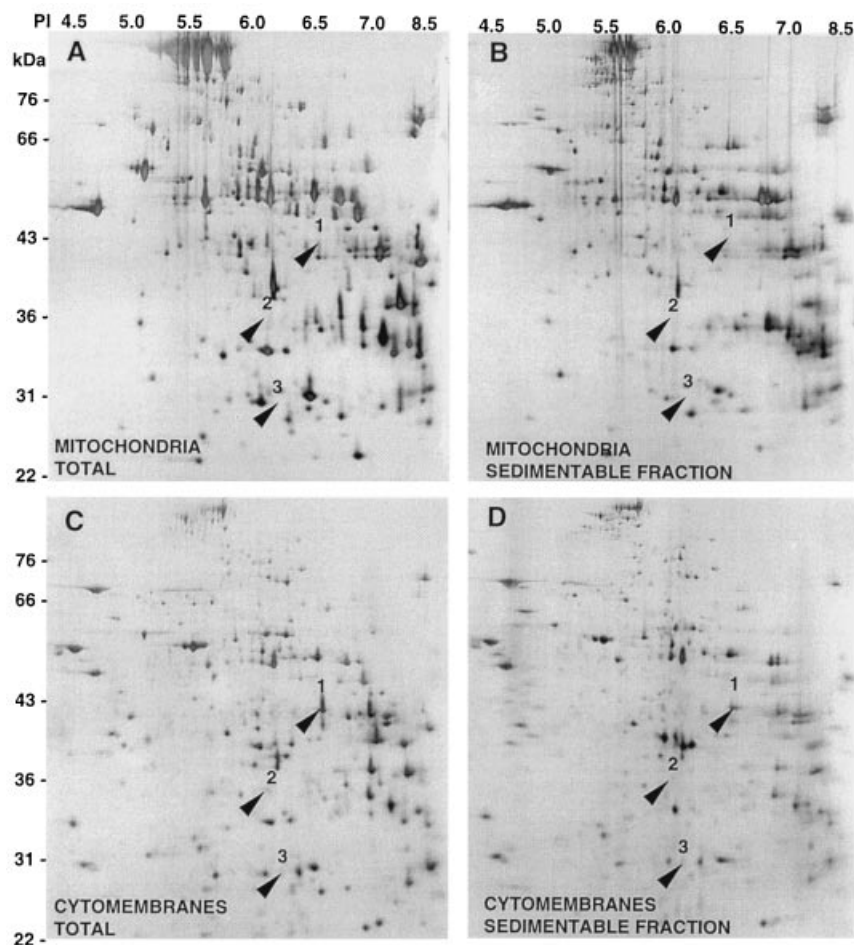 PI 4.5 5.0 5.5 6.0 6.5 7.0 8.5
4.5 5.0 5.5 6.0 6.5 7.0 8.5
kDa
A
B
76 -
66 -
43 -
36 -
31 -
22 -
1
2
3
1
2
3
MITOCHONDRIA
TOTAL
MITOCHONDRIA
SEDIMENTABLE FRACTION
C
D
76 -
66 -
43 -
36 -
31 -
22 -
1
2
3
1
2
3
CYTOMEMBRANES
TOTAL
CYTOMEMBRANES
SEDIMENTABLE FRACTION